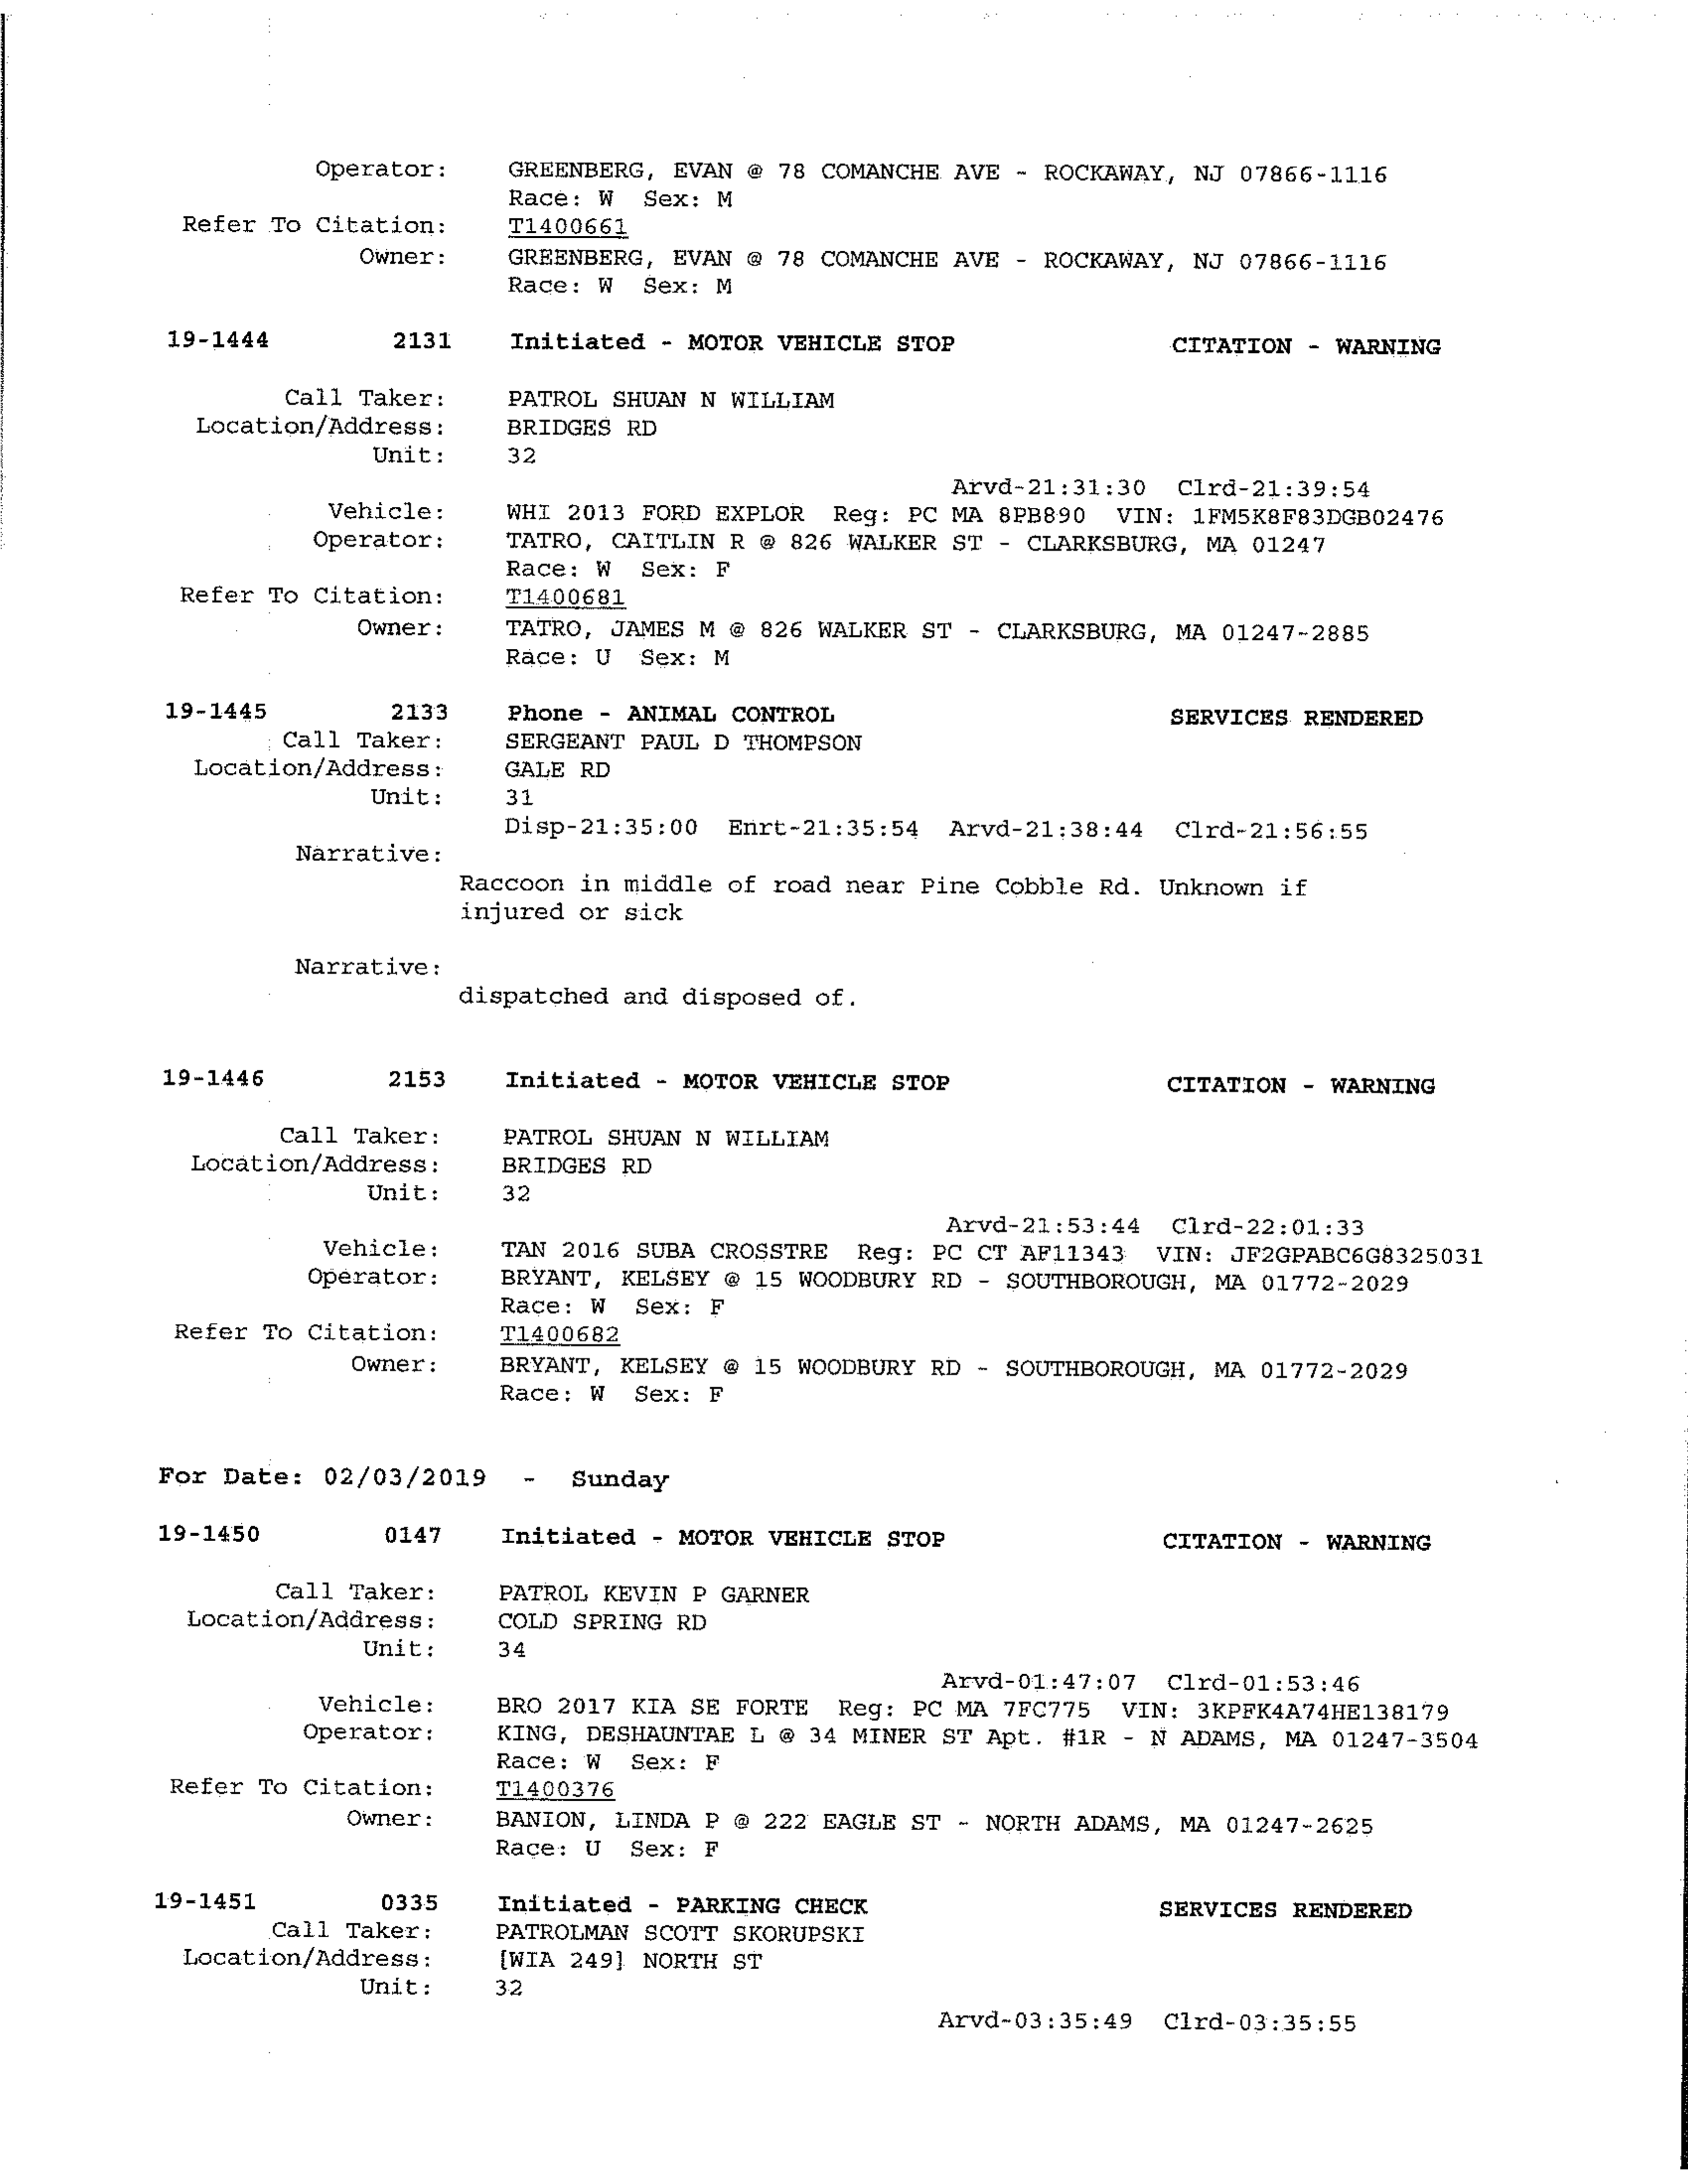 Operator: GREENBERG, EVAN @ 78 COMANCHE AVE - ROCKAWAY, NJ 07866-1116
Race: W Sex: M
Refer To Citation: T1400661
Owner: GREENBERG, EVAN @ 78 COMANCHE AVE - ROCKAWAY, NJ 07866-1116
Race: W Sex: M
19-1444 2131 Initiated - MOTOR VEHICLE STOP CITATION - WARNING
Call Taker: PATROL SHUAN N WILLIAM
Location/Address: BRIDGES RD
Unit: 32
Arvd-21:31:30 Clrd-21:39:54
Vehicle: WHI 2013 FORD EXPLOR Reg: PC MA 8PB890 VIN: 1FM5K8F83DGB02476
Operator: TATRO, CAITLIN R @ 826 WALKER ST - CLARKSBURG, MA 01247
Race: W Sex: F
Refer To Citation: T1400681
Owner: TATRO, JAMES M @ 826 WALKER ST - CLARKSBURG, MA 01247-2885
Race: U Sex: M
19-1445 2133 Phone - ANIMAL CONTROL SERVICES RENDERED
Call Taker: SERGEANT PAUL D THOMPSON
Location/Address: GALE RD
Unit: 31
Disp-21:35:00 Enrt-21:35:54 Arvd-21:38:44 Clrd-21:56:55
Narrative:
Raccoon in middle of road near Pine Cobble Rd. Unknown if
injured or sick
Narrative:
dispatched and disposed of.
19-1446 2153 Initiated - MOTOR VEHICLE STOP CITATION - WARNING
Call Taker: PATROL SHUAN N WILLIAM
Location/Address: BRIDGES RD
Unit: 32
Arvd-21:53:44 Clrd-22:01:33
Vehicle: TAN 2016 SUBA CROSSTRE Reg: PC CT AF11343 VIN: JF2GPABC6G8325031
Operator: BRYANT, KELSEY @ 15 WOODBURY RD - SOUTHBOROUGH, MA 01772-2029
Race: W Sex: F
Refer To Citation: T1400682
Owner: BRYANT, KELSEY @ 15 WOODBURY RD - SOUTHBOROUGH, MA 01772-2029
Race: W Sex: F
For Date: 02/03/2019 - Sunday
19-1450 0147 Initiated - MOTOR VEHICLE STOP CITATION - WARNING
Call Taker: PATROL KEVIN P GARNER
Location/Address: COLD SPRING RD
Unit: 34
Arvd-01:47:07 Clrd-01:53:46
Vehicle: BRO 2017 KIA SE FORTE Reg: PC MA 7FC775 VIN: 3KPFK4A74HE138179
Operator: KING, DESHAUNTAE L @ 34 MINER ST Apt. #1R - N ADAMS, MA 01247-3504
Race: W Sex: F
Refer To Citation: T1400376
Owner: BANION, LINDA P @ 222 EAGLE ST - NORTH ADAMS, MA 01247-2625
Race: U Sex: F
19-1451 0335 Initiated - PARKING CHECK SERVICES RENDERED
Call Taker: PATROLMAN SCOTT SKORUPSKI
Location/Address: [WIA 249] NORTH ST
Unit: 32
Arvd-03:35:49 Clrd-03:35:55